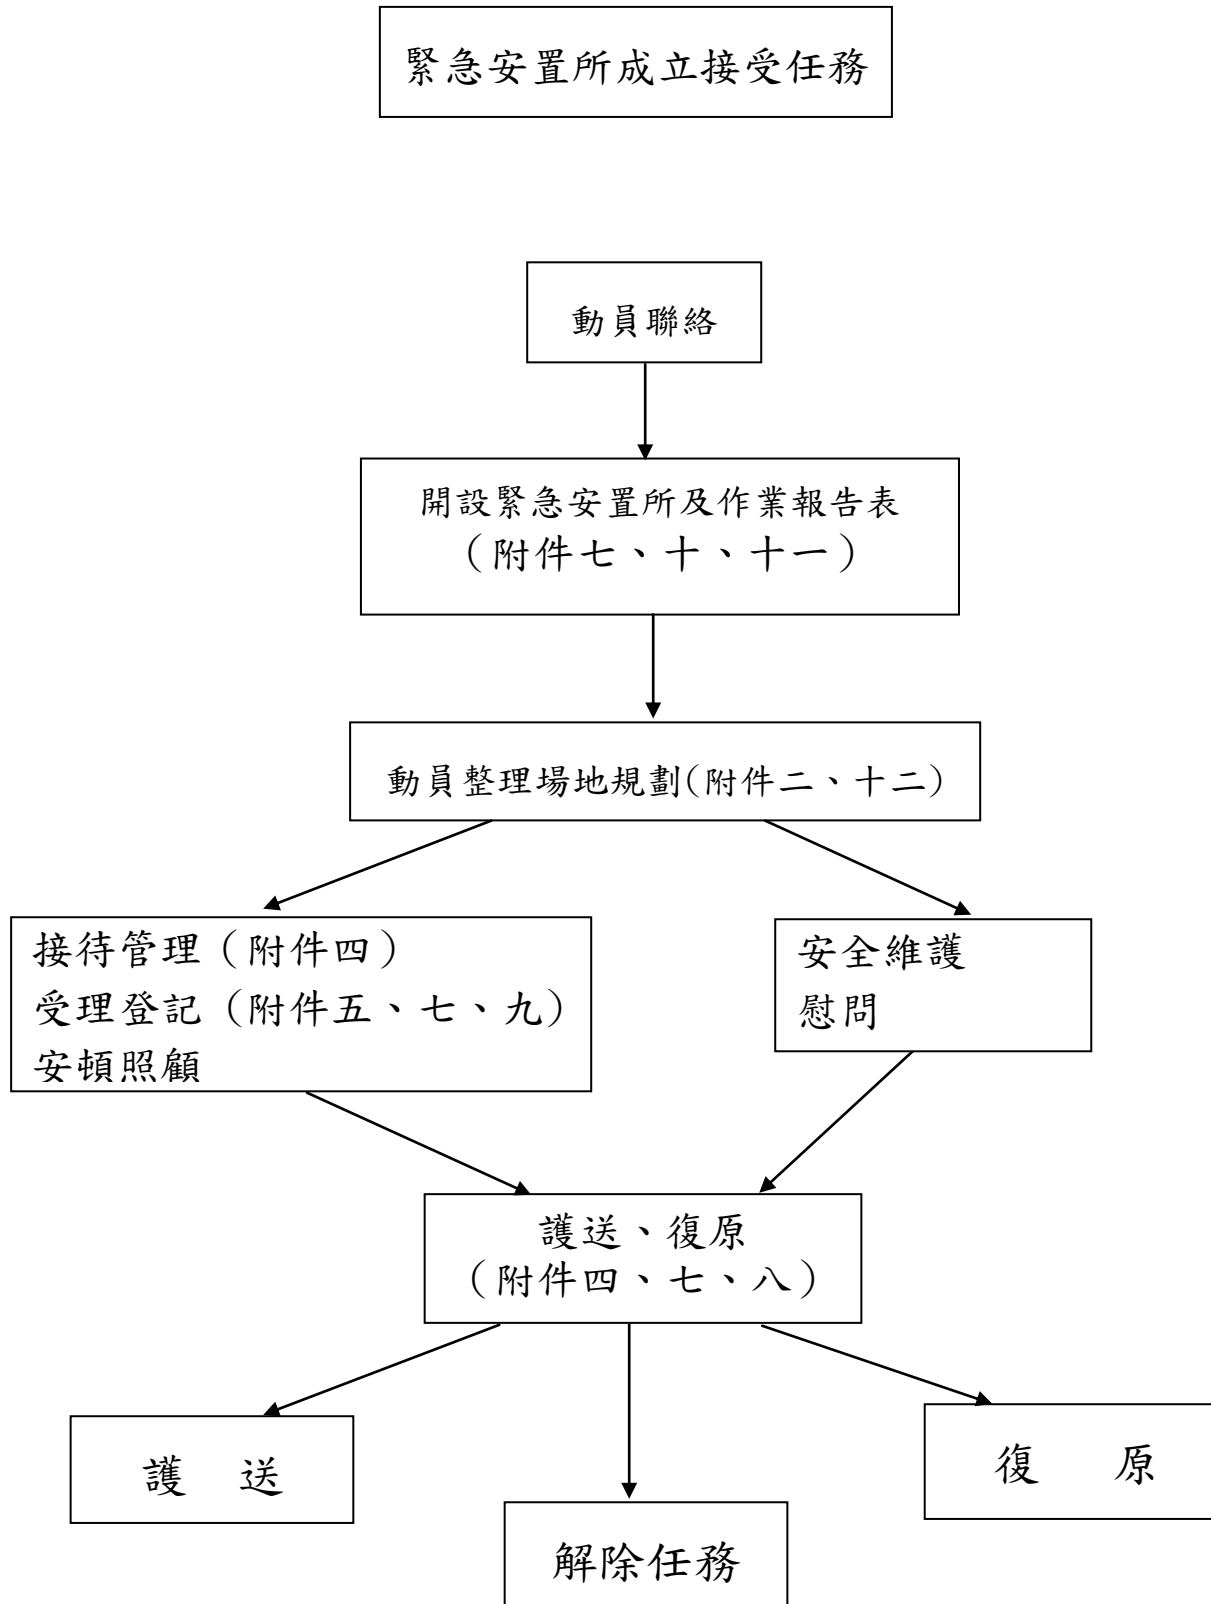 緊急安置所成立接受任務
動員聯絡
開設緊急安置所及作業報告表
（附件七、十、十一）
動員整理場地規劃(附件二、十二)
接待管理（附件四）
受理登記（附件五、七、九）
安頓照顧
安全維護
慰問
護送、復原
（附件四、七、八）
護　送
復　原
解除任務